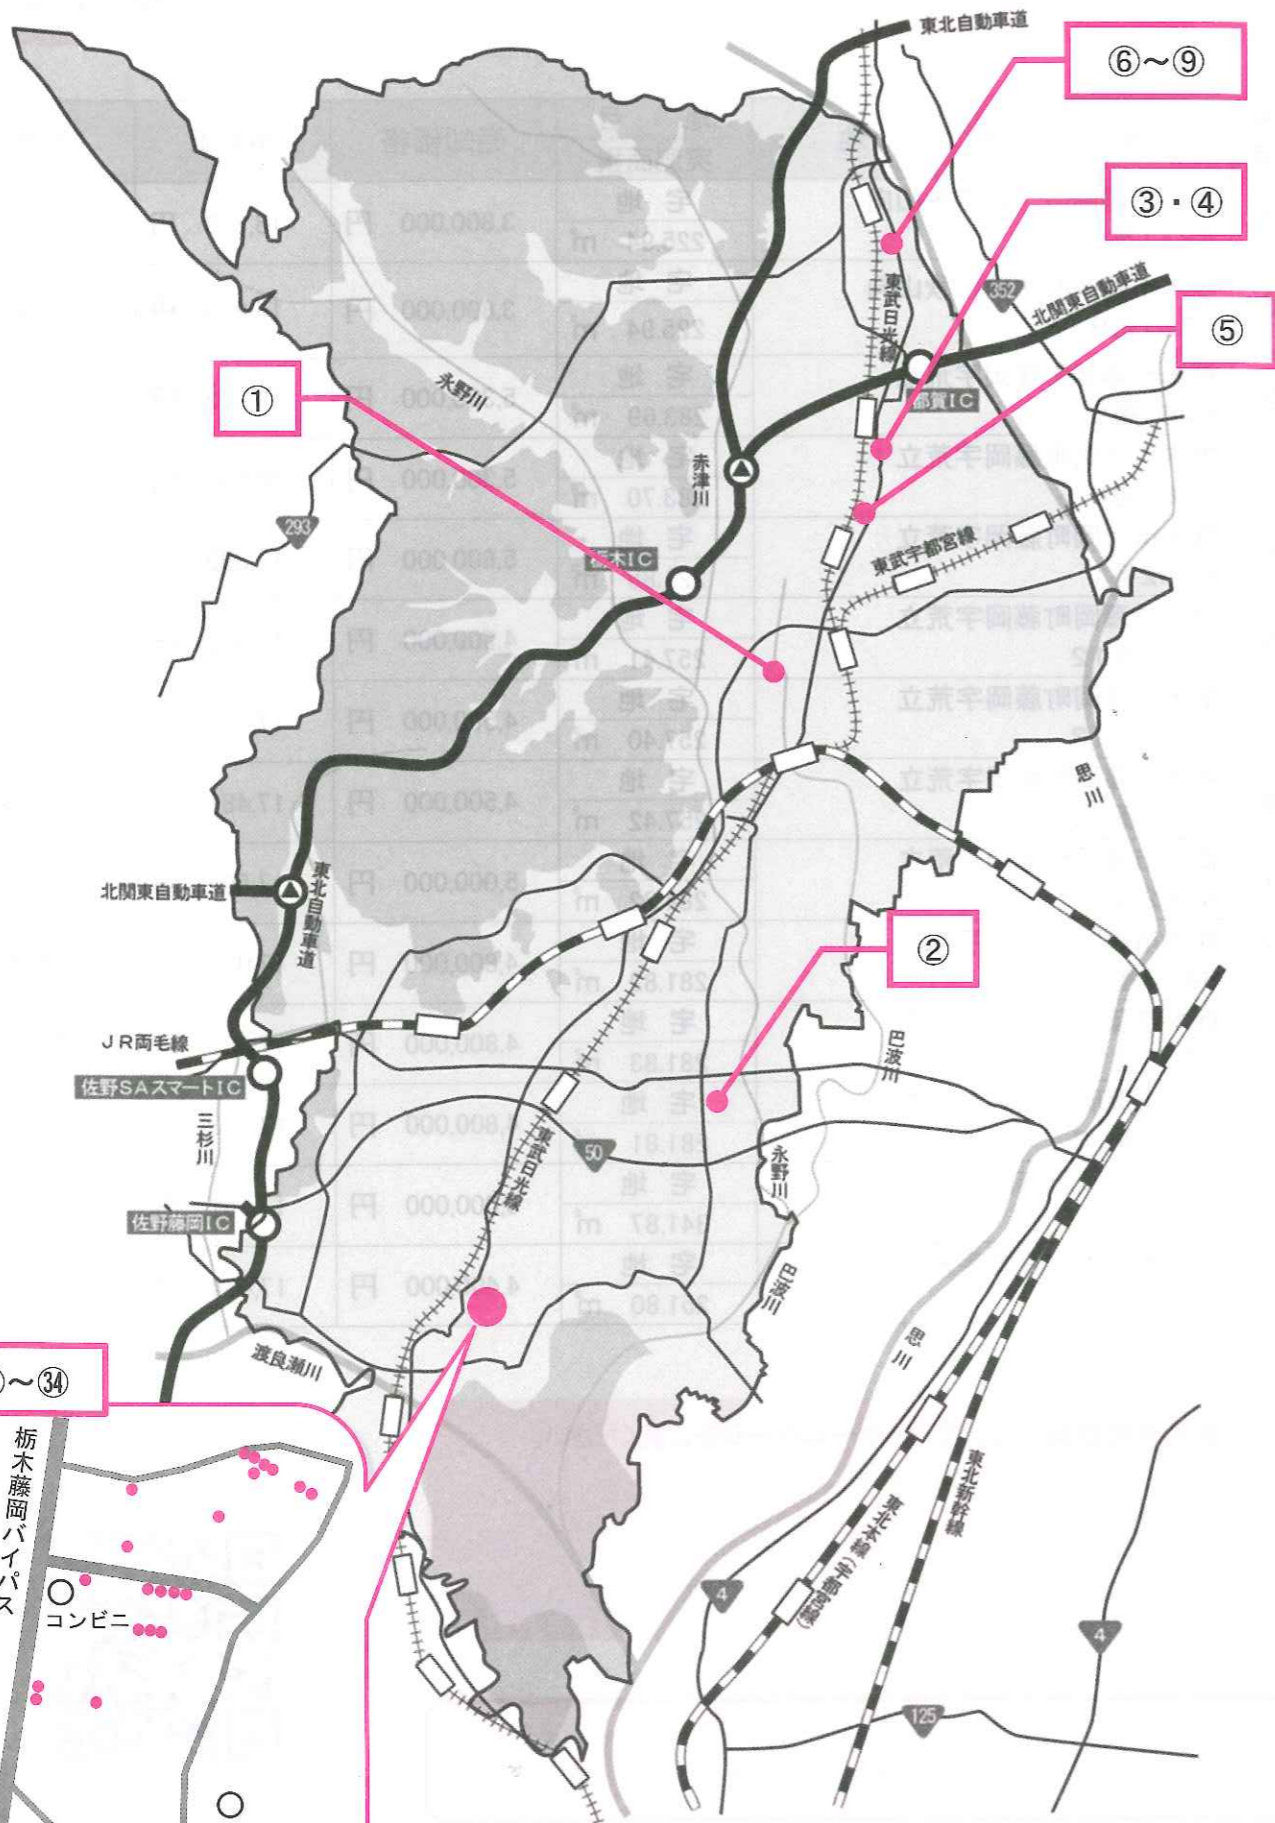 東北自動車道
⑥～⑨
③・④
352
北関東自動車道
東武日光線
⑤
①
永野川
都賀IC
赤津川
293
栃木IC
東武宇都宮線
思川
北関東自動車道
東北自動車道
②
JR両毛線
巴波川
佐野SAスマートIC
三杉川
東武日光線
50
永野川
佐野藤岡IC
巴波川
思川
渡良瀬川
～㉞
栃木藤岡バイパス
東北新幹線
東北本線(宇都宮線)
コンビニ
4
4
125